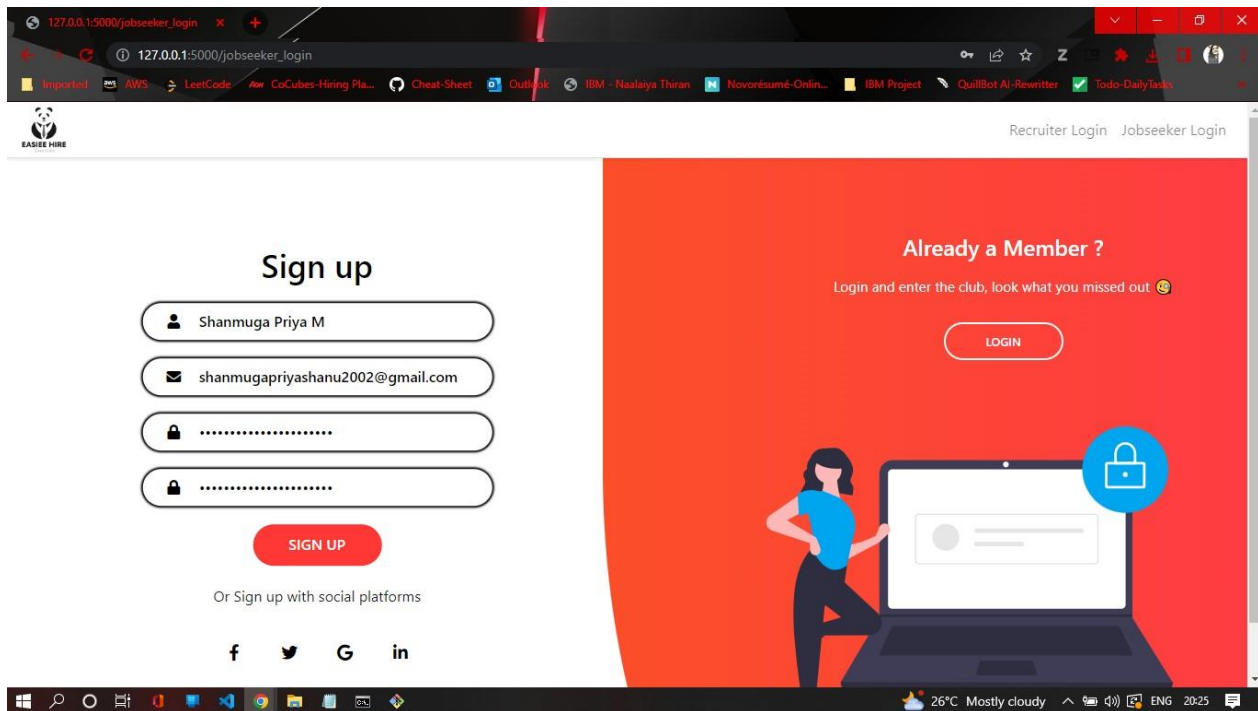 127.0.0.1:5000/jobseeker_login
127.0.0.1:5000/jobseeker_login
Z
Imported AWS LeetCode CoCubes-Hiring Pla... Cheat-Sheet Outlook IBM - Naalaiya Thiran Novorésumé-Onlin... IBM Project QuillBot AI-Rewritter Todo-DailyTasks
EASIEE HIRE
Recruiter Login Jobseeker Login
Sign up
Shanmuga Priya M
shanmugapriyashanu2002@gmail.com
SIGN UP
Or Sign up with social platforms
Already a Member ?
Login and enter the club, look what you missed out
LOGIN
26°C Mostly cloudy ENG 20:25